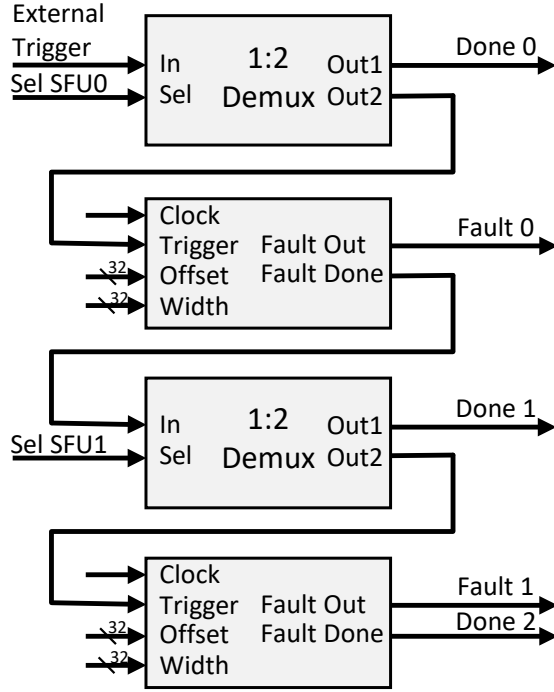 External
Trigger
Sel SFU0
In
Sel
1:2
Demux
Out1
Out2
Done 0
Clock
Trigger
32 Offset
32 Width
Fault Out
Fault Done
Fault 0
Sel SFU1
In
Sel
1:2
Demux
Out1
Out2
Done 1
Clock
Trigger
32 Offset
32 Width
Fault Out
Fault Done
Fault 1
Done 2